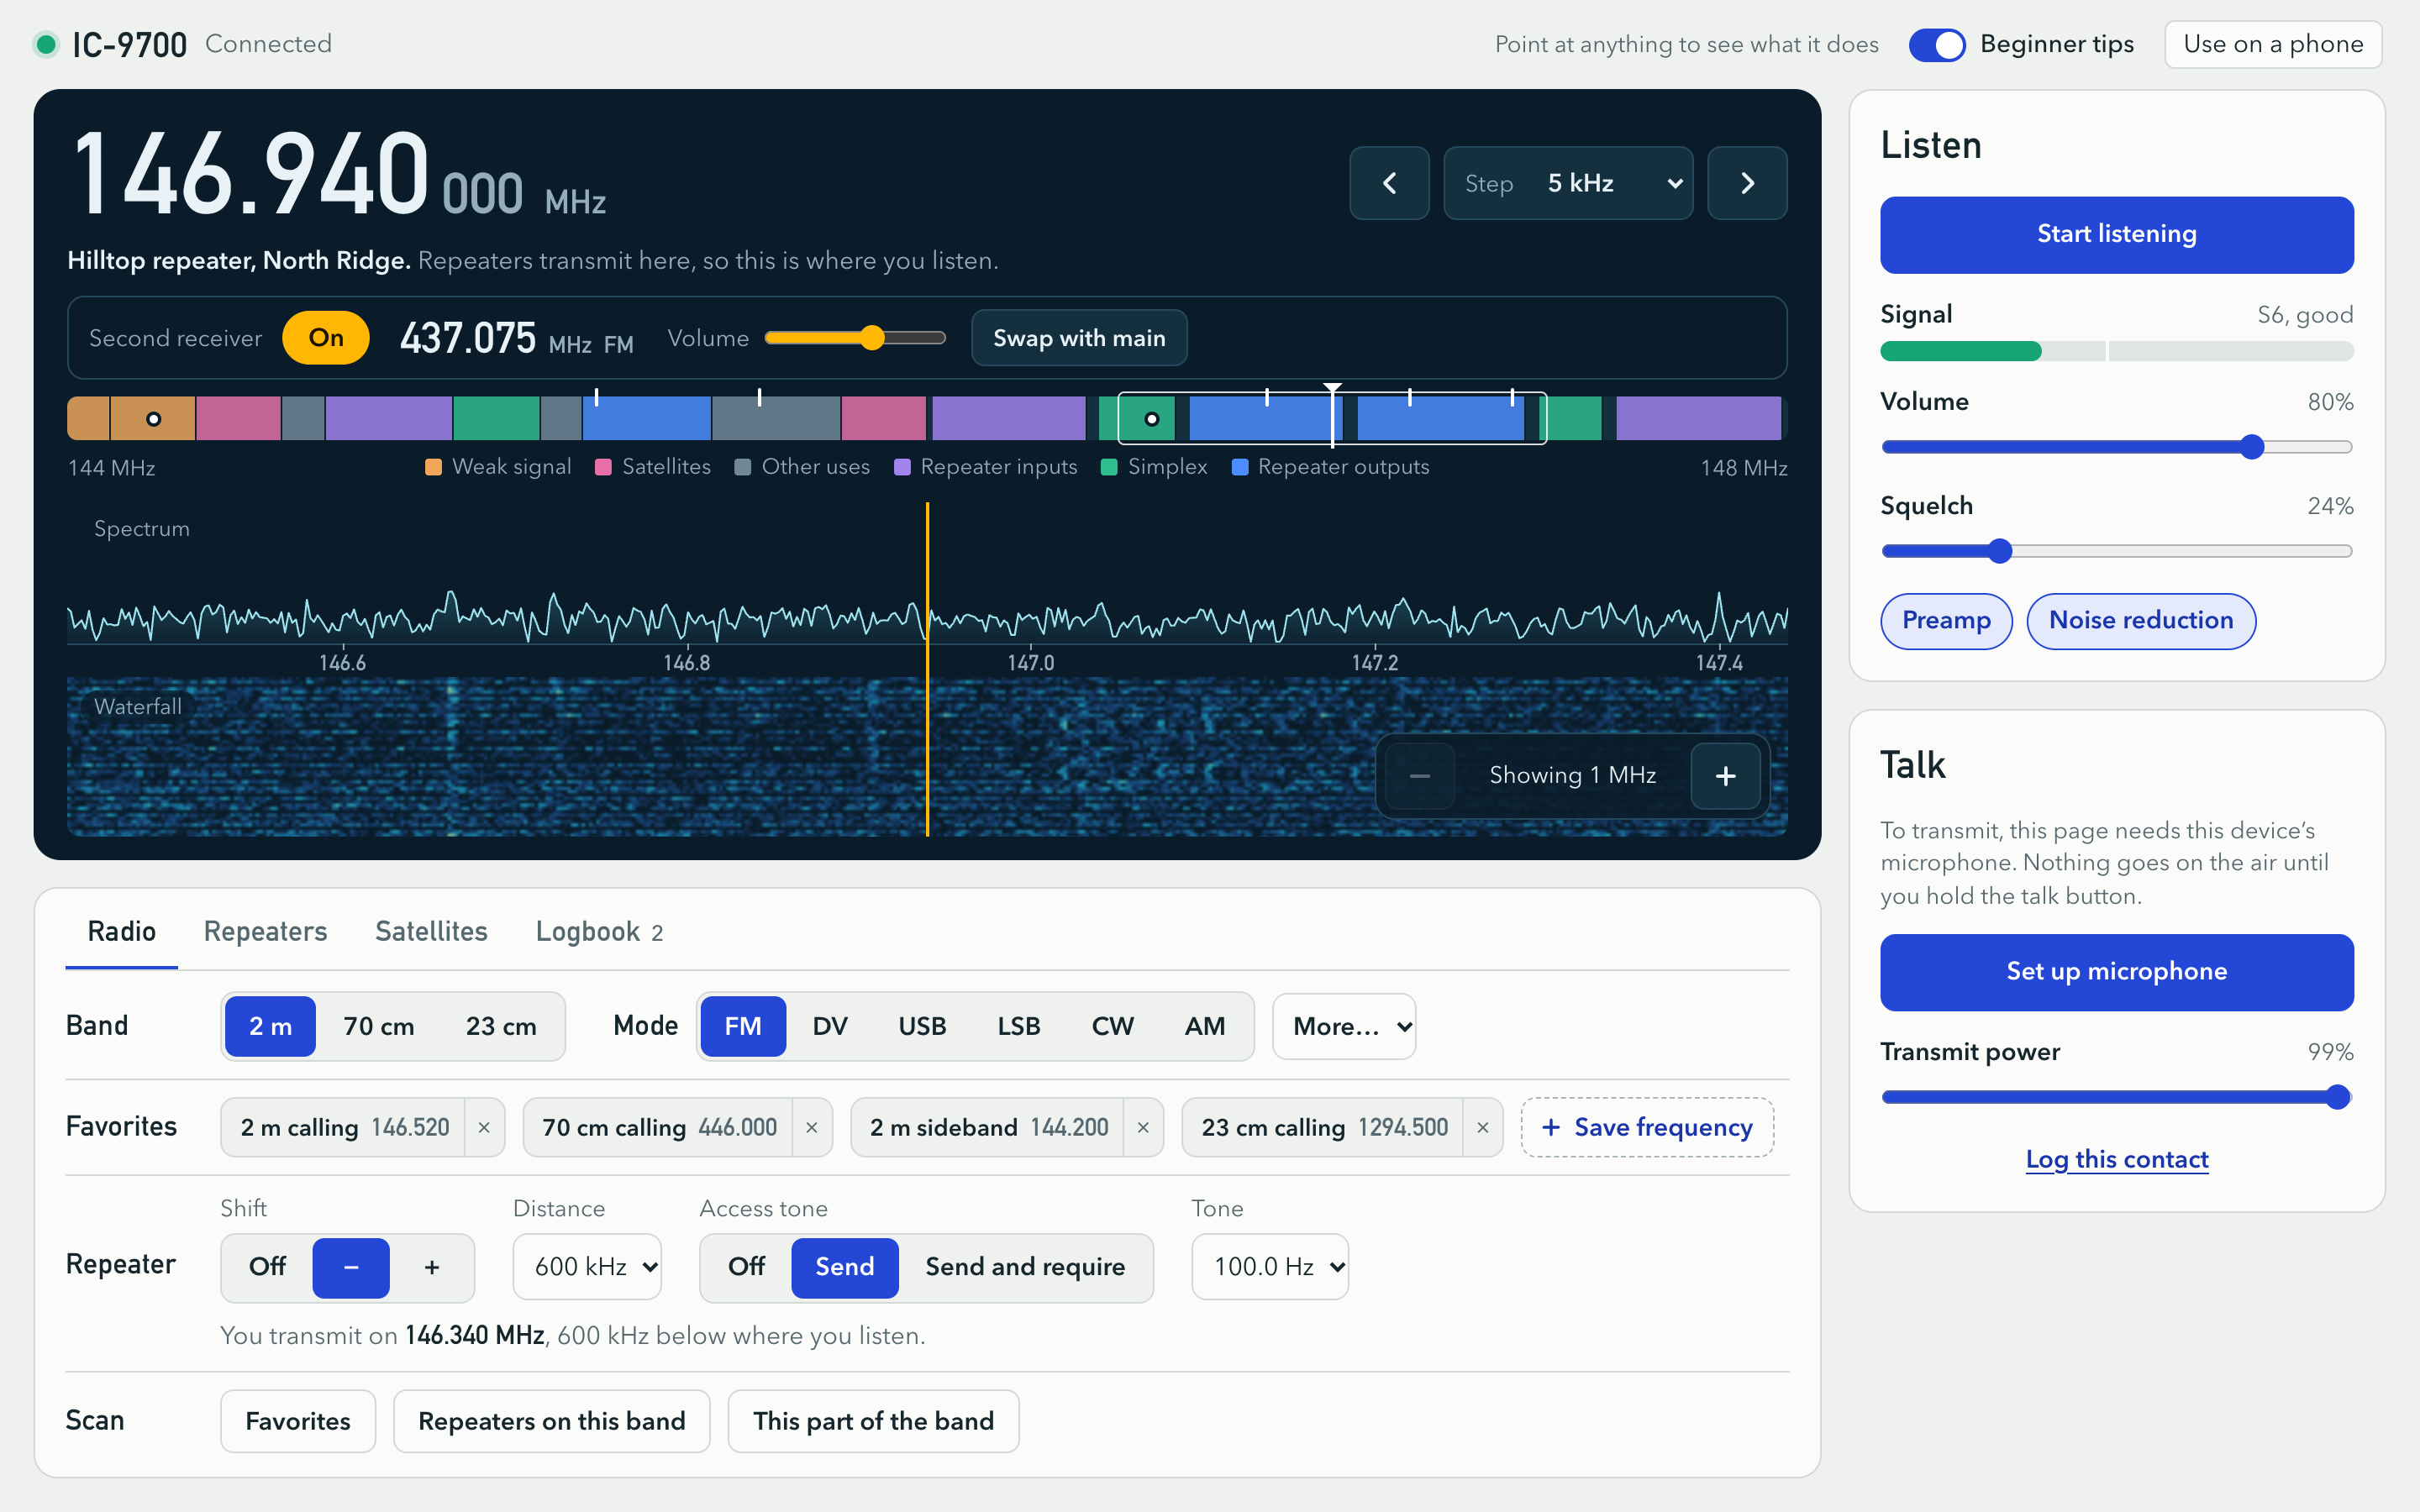 IC-9700 Connected
Point at anything to see what it does
Beginner tips
Use on a phone
146.940 000 MHz
Step 5 kHz
Hilltop repeater, North Ridge. Repeaters transmit here, so this is where you listen.
Second receiver On 437.075 MHz FM Volume Swap with main
144 MHz Weak signal Satellites Other uses Repeater inputs Simplex Repeater outputs 148 MHz
Spectrum
146.6 146.8 147.0 147.2 147.4
Waterfall
− Showing 1 MHz +
Radio Repeaters Satellites Logbook 2
Band 2 m 70 cm 23 cm Mode FM DV USB LSB CW AM More...
Favorites 2 m calling 146.520 × 70 cm calling 446.000 × 2 m sideband 144.200 × 23 cm calling 1294.500 × + Save frequency
Shift Distance Access tone Tone
Repeater Off − + 600 kHz Off Send Send and require 100.0 Hz
You transmit on 146.340 MHz, 600 kHz below where you listen.
Scan Favorites Repeaters on this band This part of the band
Listen
Start listening
Signal S6, good
Volume 80%
Squelch 24%
Preamp Noise reduction
Talk
To transmit, this page needs this device’s
microphone. Nothing goes on the air until
you hold the talk button.
Set up microphone
Transmit power 99%
Log this contact